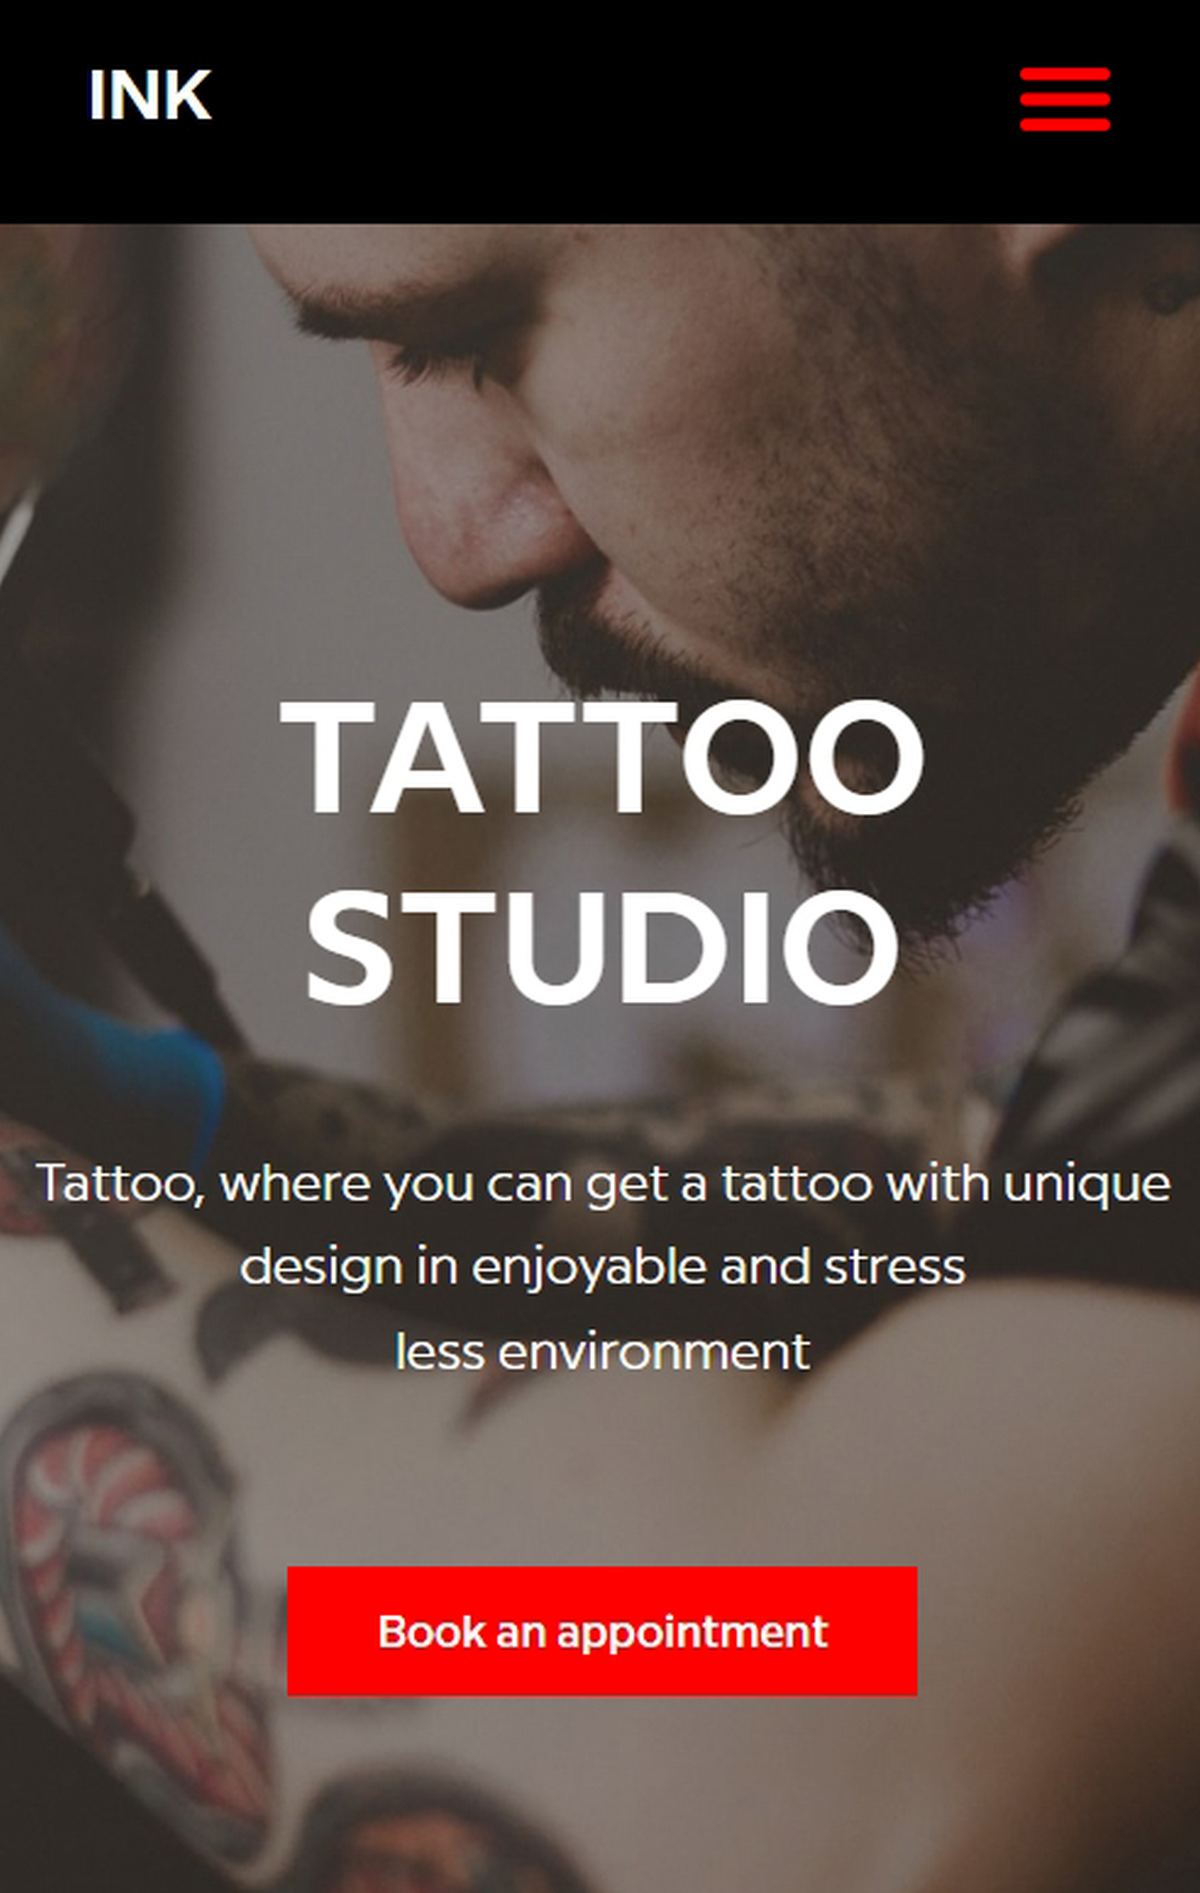 INK
TATTOO
STUDIO
Tattoo, where you can get a tattoo with unique
design in enjoyable and stress
less environment
Book an appointment